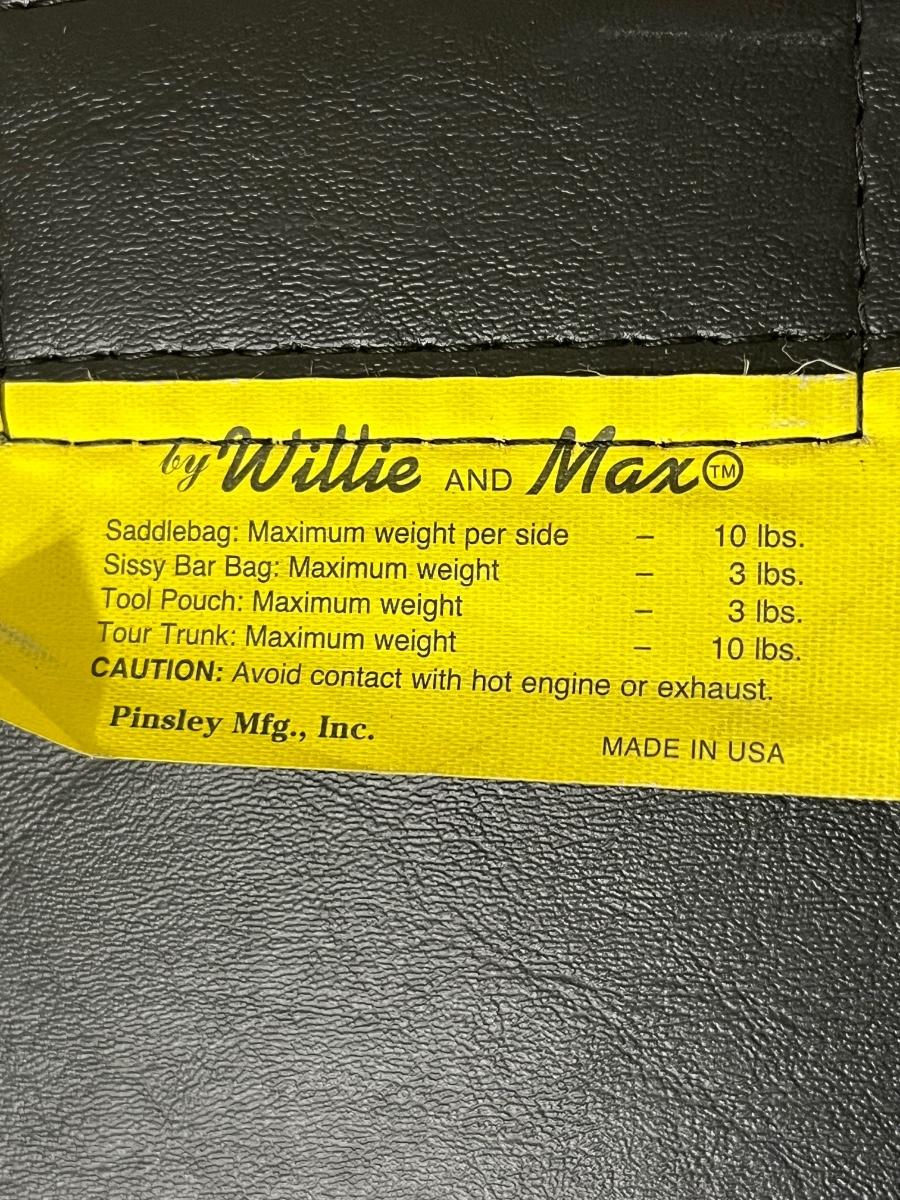 by Willie AND Max TM
Saddlebag: Maximum weight per side – 10 lbs.
Sissy Bar Bag: Maximum weight – 3 lbs.
Tool Pouch: Maximum weight – 3 lbs.
Tour Trunk: Maximum weight – 10 lbs.
CAUTION: Avoid contact with hot engine or exhaust.
Pinsley Mfg., Inc.
MADE IN USA